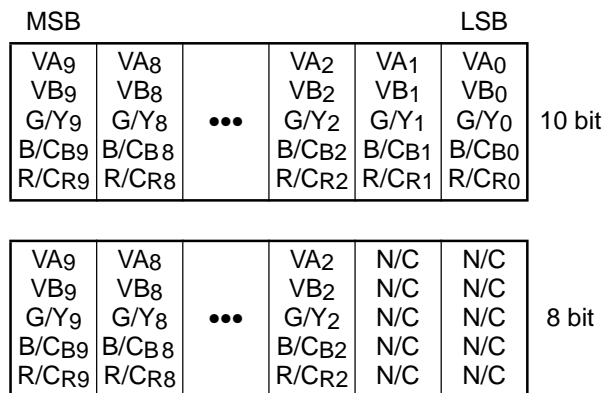 MSB LSB
VA9 VA8 VA2 VA1 VA0
VB9 VB8 VB2 VB1 VB0
G/Y9 G/Y8 ••• G/Y2 G/Y1 G/Y0 10 bit
B/CB9 B/CB8 B/CB2 B/CB1 B/CB0
R/CR9 R/CR8 R/CR2 R/CR1 R/CR0
VA9 VA8 VA2 N/C N/C
VB9 VB8 VB2 N/C N/C
G/Y9 G/Y8 ••• G/Y2 N/C N/C 8 bit
B/CB9 B/CB8 B/CB2 N/C N/C
R/CR9 R/CR8 R/CR2 N/C N/C